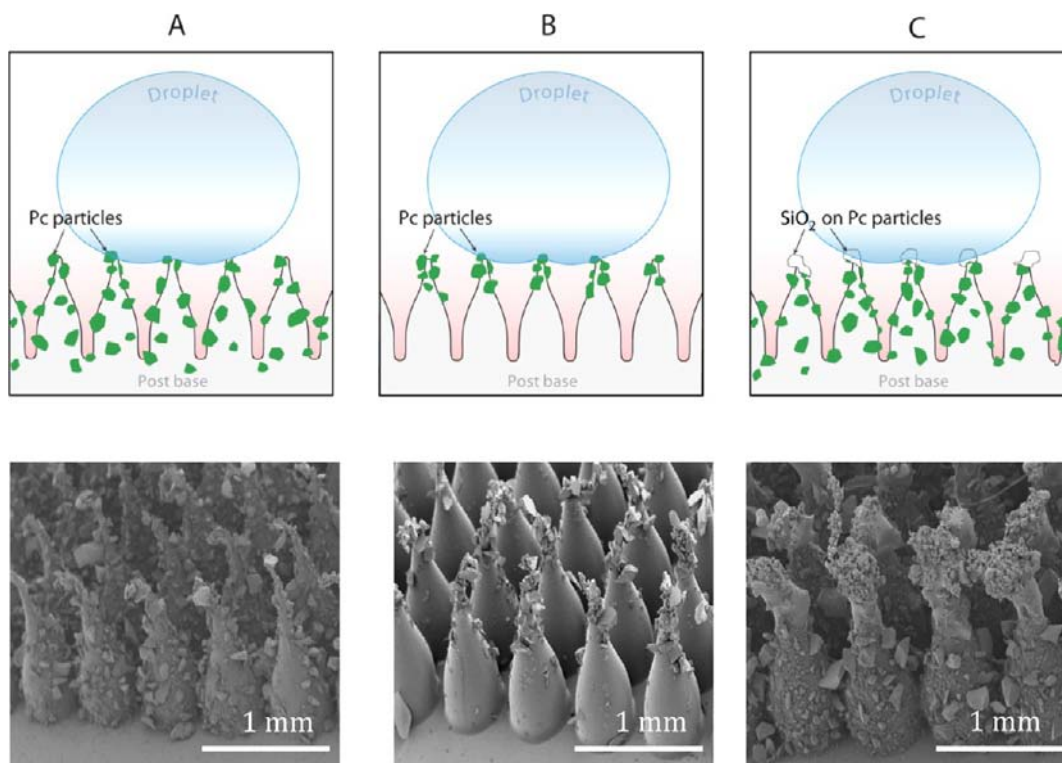 A
B
C
Droplet
Droplet
Droplet
Pc particles
Pc particles
SiO₂ on Pc particles
Post base
Post base
Post base
1 mm
1 mm
1 mm